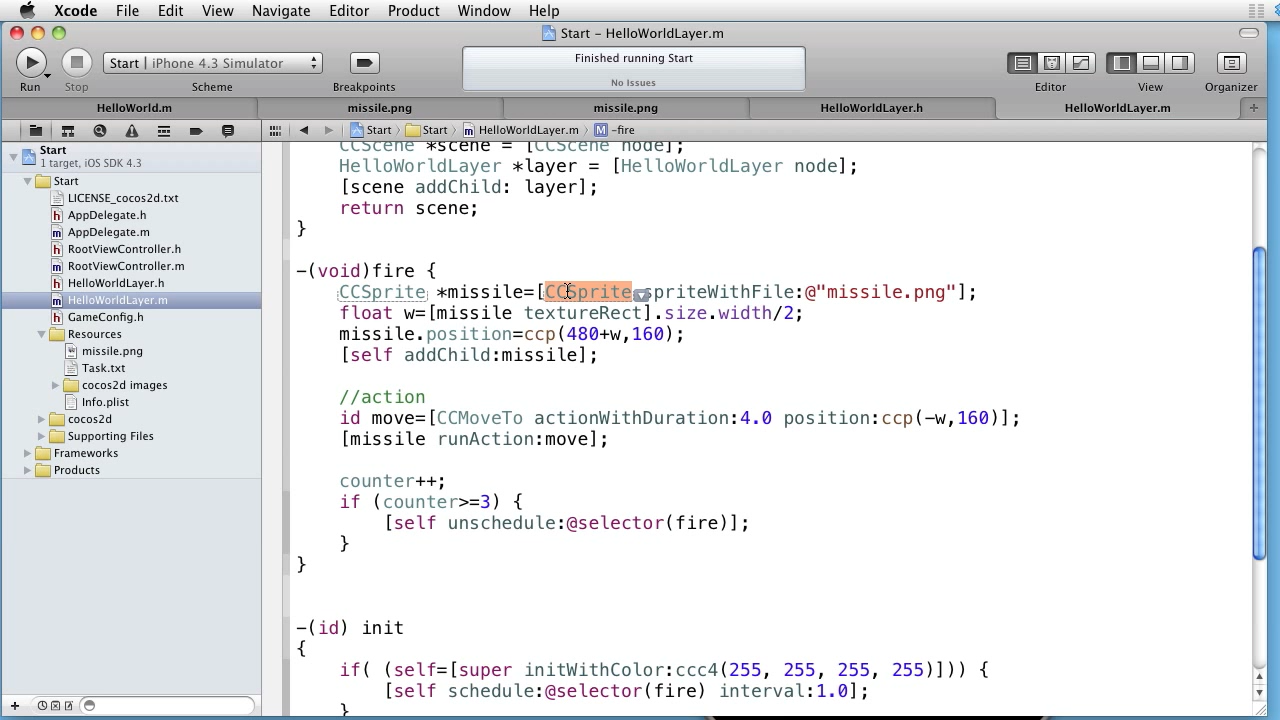 Xcode File Edit View Navigate Editor Product Window Help
Start – HelloWorldLayer.m
Start | iPhone 4.3 Simulator
Finished running Start
No Issues
Run Stop Scheme Breakpoints Editor View Organizer
HelloWorld.m missile.png missile.png HelloWorldLayer.h HelloWorldLayer.m
Start Start HelloWorldLayer.m M -fire
Start
1 target, iOS SDK 4.3
Start
LICENSE_cocos2d.txt
h AppDelegate.h
m AppDelegate.m
h RootViewController.h
m RootViewController.m
h HelloWorldLayer.h
m HelloWorldLayer.m
h GameConfig.h
Resources
missile.png
Task.txt
cocos2d images
Info.plist
cocos2d
Supporting Files
Frameworks
Products
CCScene *scene = [CCScene node];
HelloWorldLayer *layer = [HelloWorldLayer node];
[scene addChild: layer];
return scene;
}
-(void)fire {
CCSprite *missile=[CCSprite spriteWithFile:@"missile.png"];
float w=[missile textureRect].size.width/2;
missile.position=ccp(480+w,160);
[self addChild:missile];
//action
id move=[CCMoveTo actionWithDuration:4.0 position:ccp(-w,160)];
[missile runAction:move];
counter++;
if (counter>=3) {
[self unschedule:@selector(fire)];
}
}
-(id) init
{
if( (self=[super initWithColor:ccc4(255, 255, 255, 255)])) {
[self schedule:@selector(fire) interval:1.0];
}